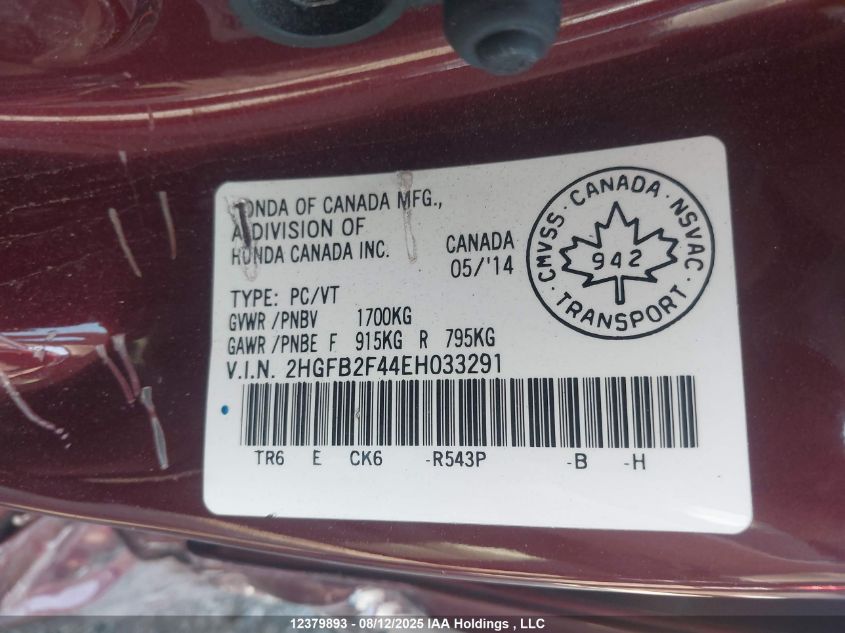 HONDA OF CANADA MFG.,
A DIVISION OF
HONDA CANADA INC.
CANADA
05/'14
CMVSS · CANADA · NSVAC
942
· TRANSPORT ·
TYPE: PC/VT
GVWR/PNBV 1700KG
GAWR/PNBE F 915KG R 795KG
V.I.N. 2HGFB2F44EH033291
TR6 E CK6 -R543P -B -H
12379893 - 08/12/2025 IAA Holdings , LLC